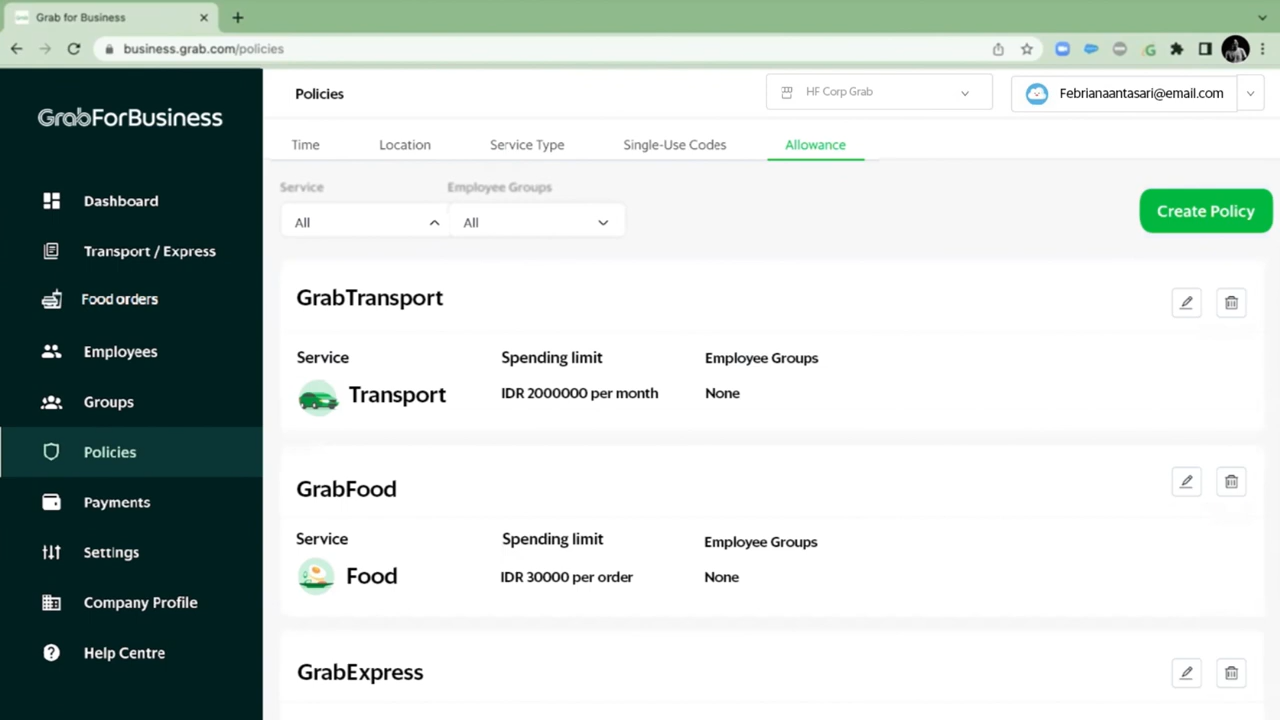 Grab for Business
business.grab.com/policies
GrabForBusiness
Dashboard
Transport / Express
Food orders
Employees
Groups
Policies
Payments
Settings
Company Profile
Help Centre
Policies
HF Corp Grab
Febrianaantasari@email.com
Time Location Service Type Single-Use Codes Allowance
Service Employee Groups
All All
Create Policy
GrabTransport
Service Spending limit Employee Groups
Transport IDR 2000000 per month None
GrabFood
Service Spending limit Employee Groups
Food IDR 30000 per order None
GrabExpress